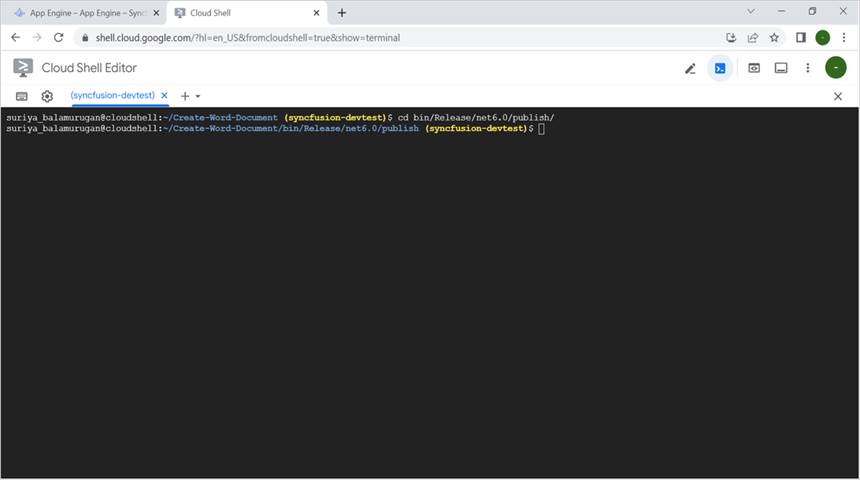 App Engine – App Engine – Syncf
Cloud Shell
shell.cloud.google.com/?hl=en_US&fromcloudshell=true&show=terminal
Cloud Shell Editor
(syncfusion-devtest)
suriya_balamurugan@cloudshell:~/Create-Word-Document (syncfusion-devtest)$ cd bin/Release/net6.0/publish/
suriya_balamurugan@cloudshell:~/Create-Word-Document/bin/Release/net6.0/publish (syncfusion-devtest)$